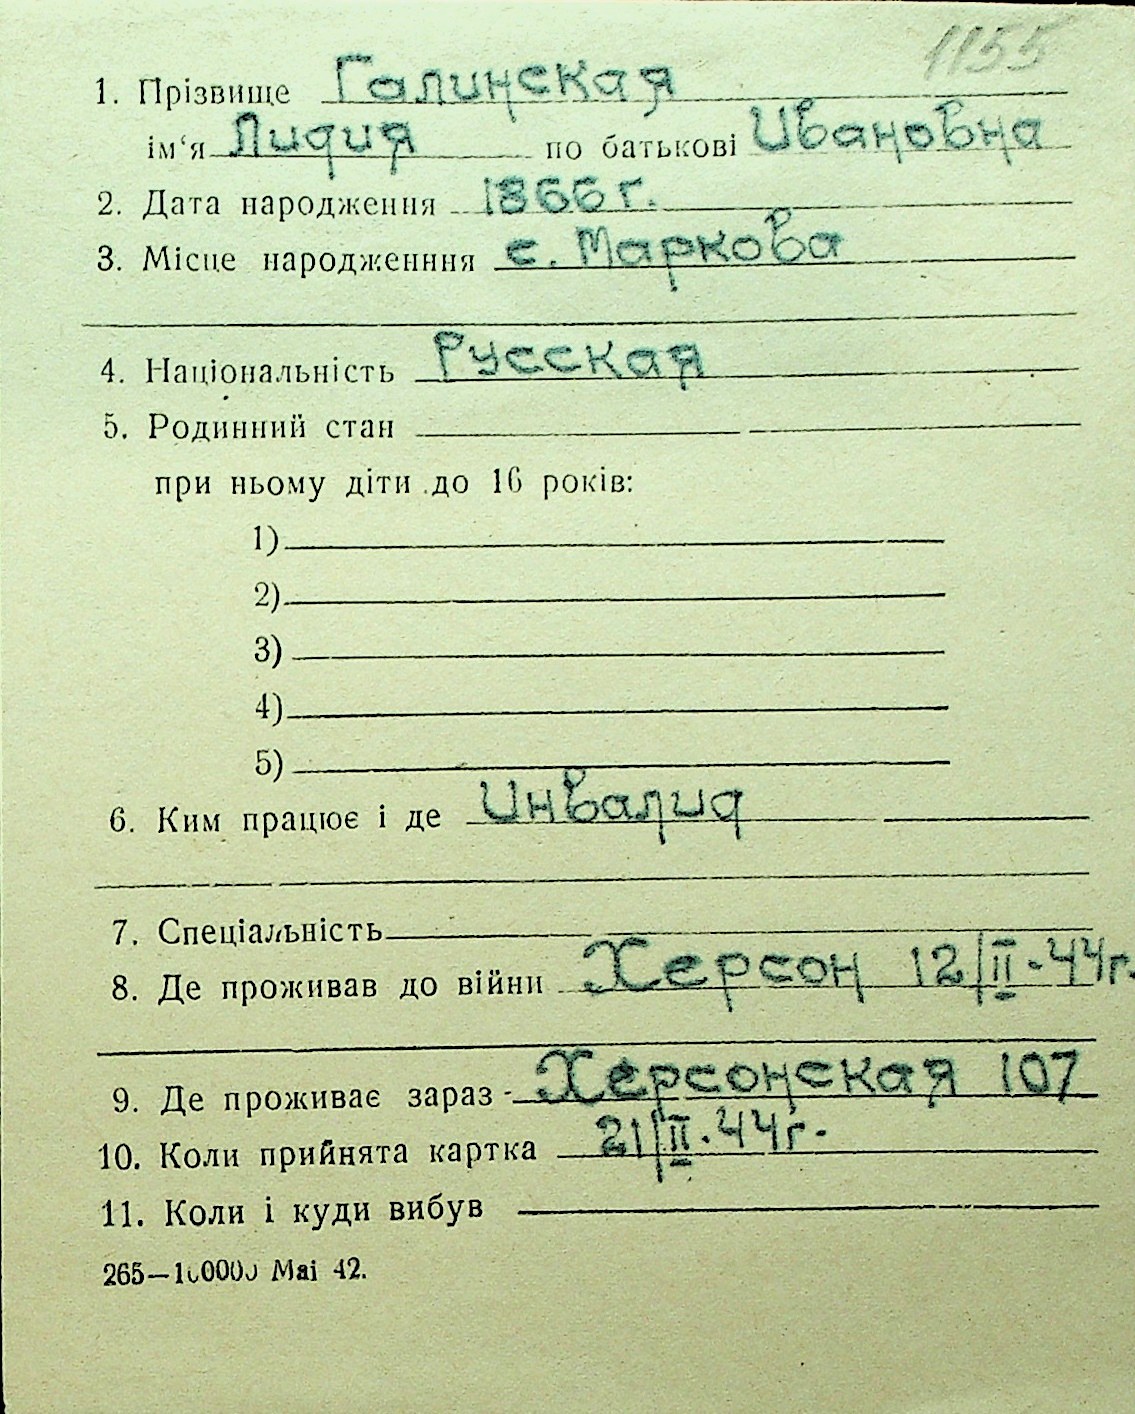 1155
1. Прізвище Галинская
ім‘я Лидия по батькові Ивановна
2. Дата народження 1866 г.
3. Місце народженння с. Маркова
4. Національність Русская
5. Родинний стан
при ньому діти до 16 років:
1)
2)
3)
4)
5)
6. Ким працює і де Инвалид
7. Спеціальність
8. Де проживав до війни Херсон 12/II-44г.
9. Де проживає зараз - Херсонская 107
10. Коли прийнята картка 21/II.44г.
11. Коли і куди вибув
265—100000 Mai 42.